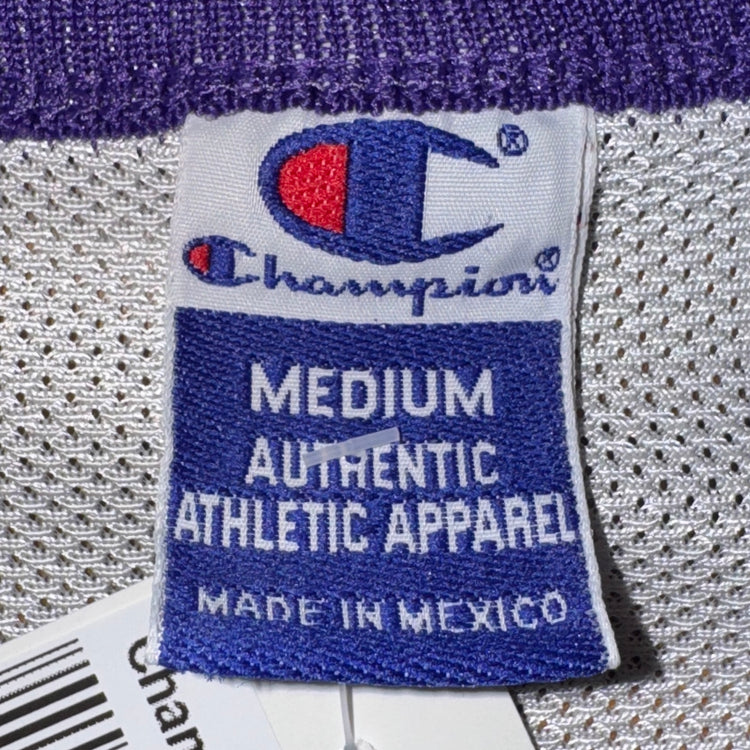 ®
Champion®
MEDIUM
AUTHENTIC
ATHLETIC APPAREL
MADE IN MEXICO